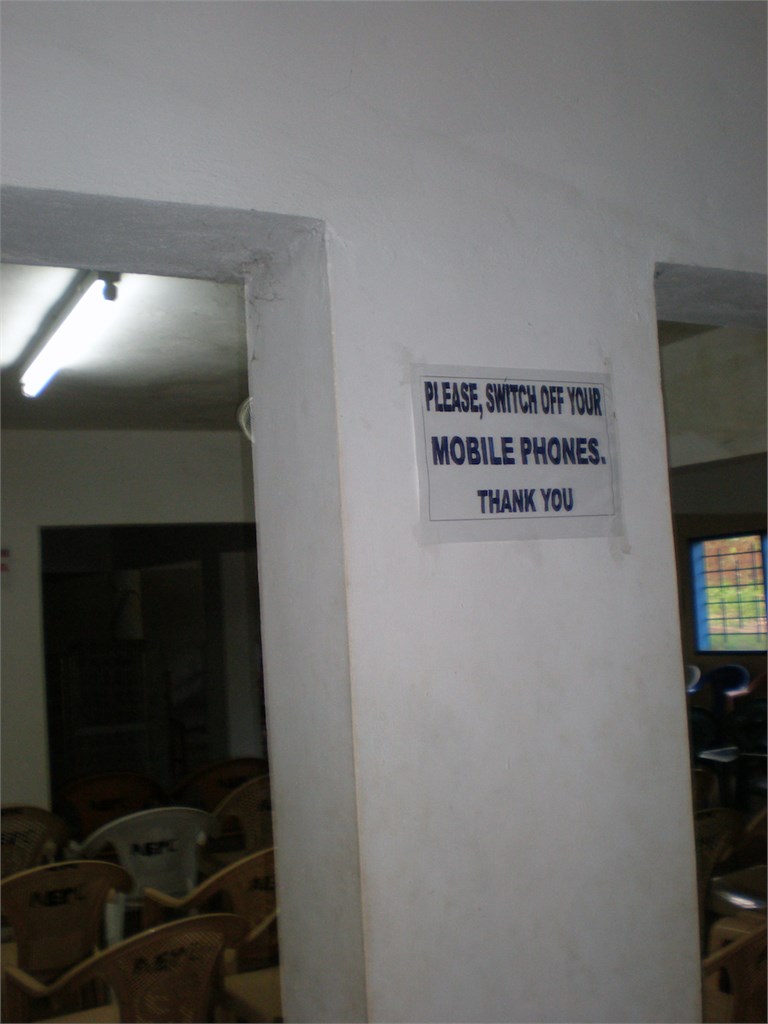 PLEASE, SWITCH OFF YOUR
MOBILE PHONES.
THANK YOU